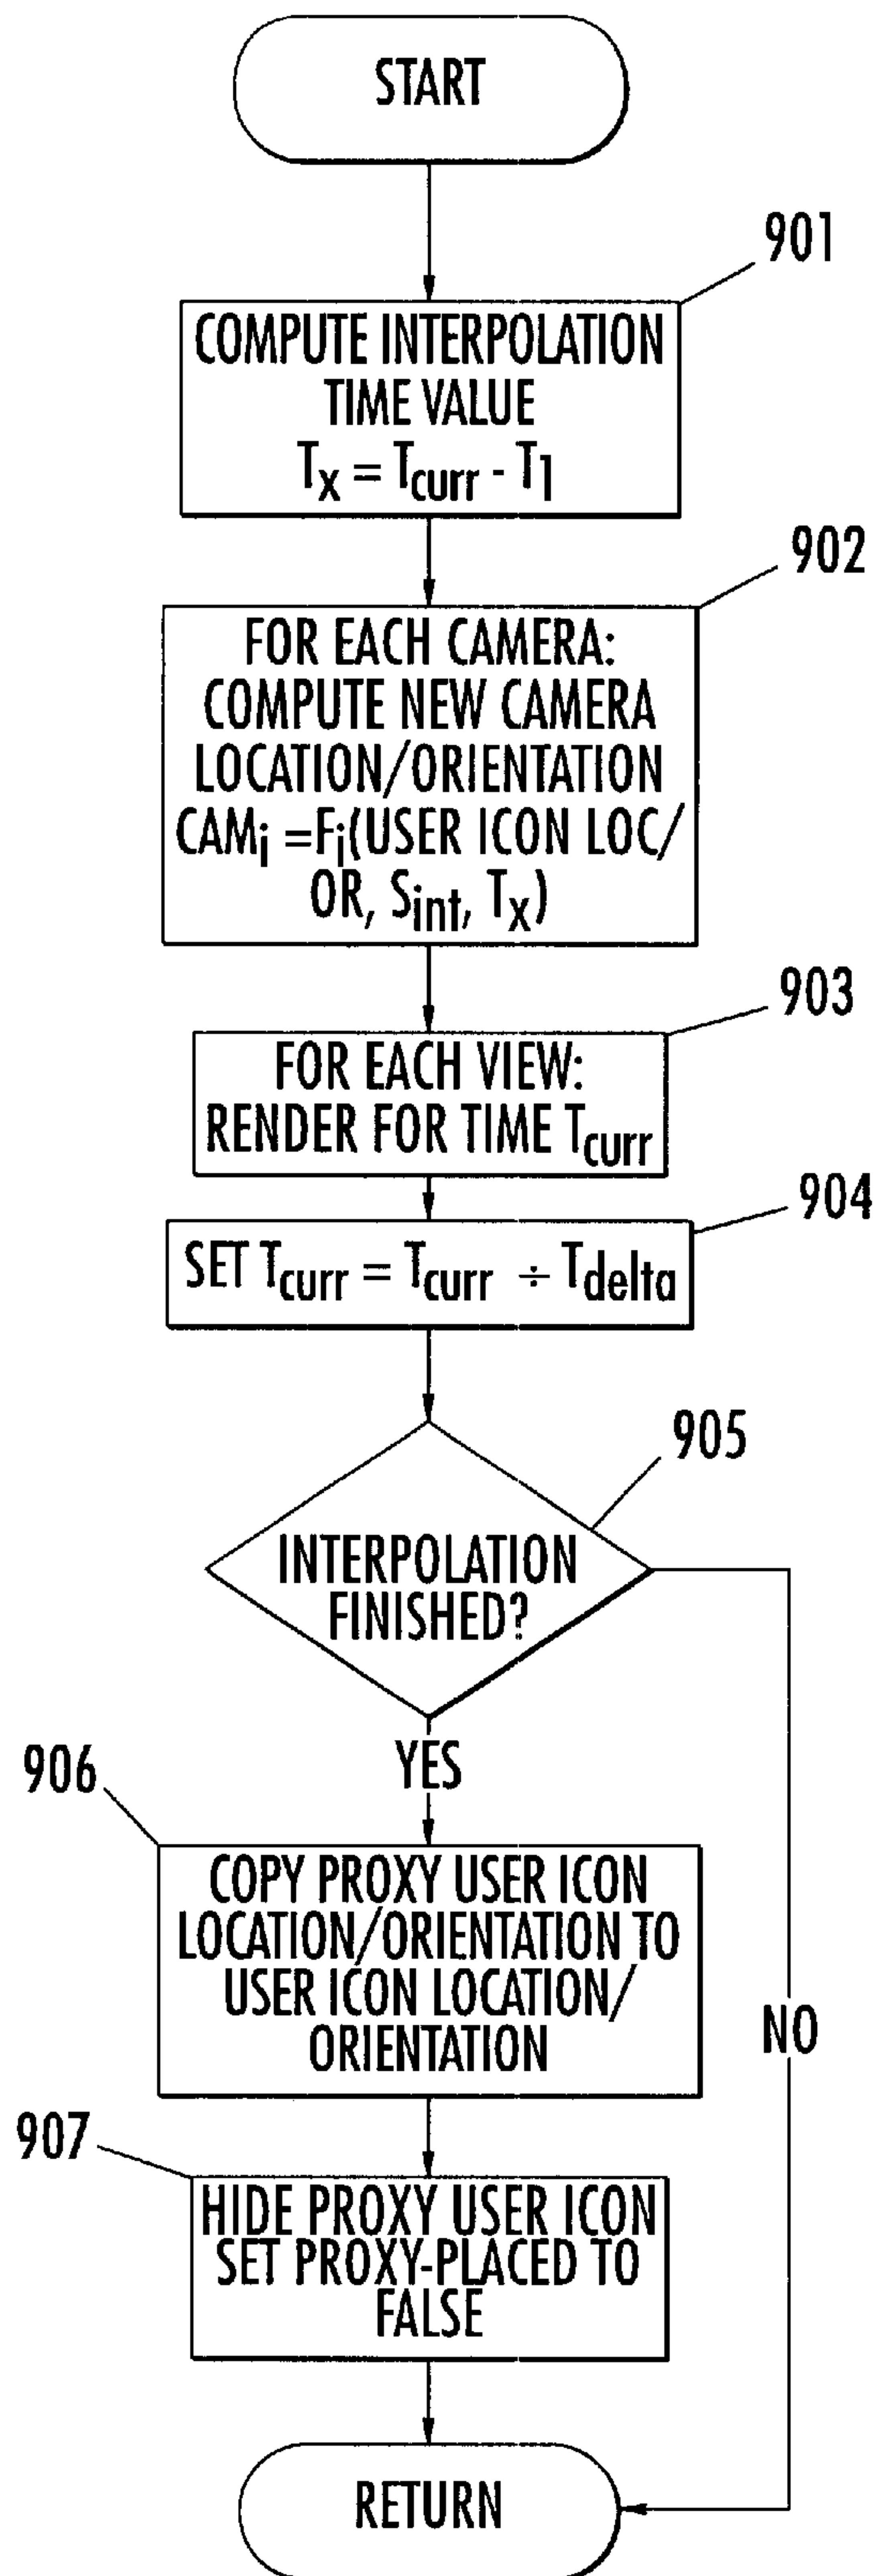 START
901
COMPUTE INTERPOLATION
TIME VALUE
Tx = Tcurr - T1
902
FOR EACH CAMERA:
COMPUTE NEW CAMERA
LOCATION/ORIENTATION
CAMi =Fi(USER ICON LOC/
OR, Sint, Tx)
903
FOR EACH VIEW:
RENDER FOR TIME Tcurr
904
SET Tcurr = Tcurr ÷ Tdelta
905
INTERPOLATION
FINISHED?
YES
906
COPY PROXY USER ICON
LOCATION/ORIENTATION TO
USER ICON LOCATION/
ORIENTATION
NO
907
HIDE PROXY USER ICON
SET PROXY-PLACED TO
FALSE
RETURN